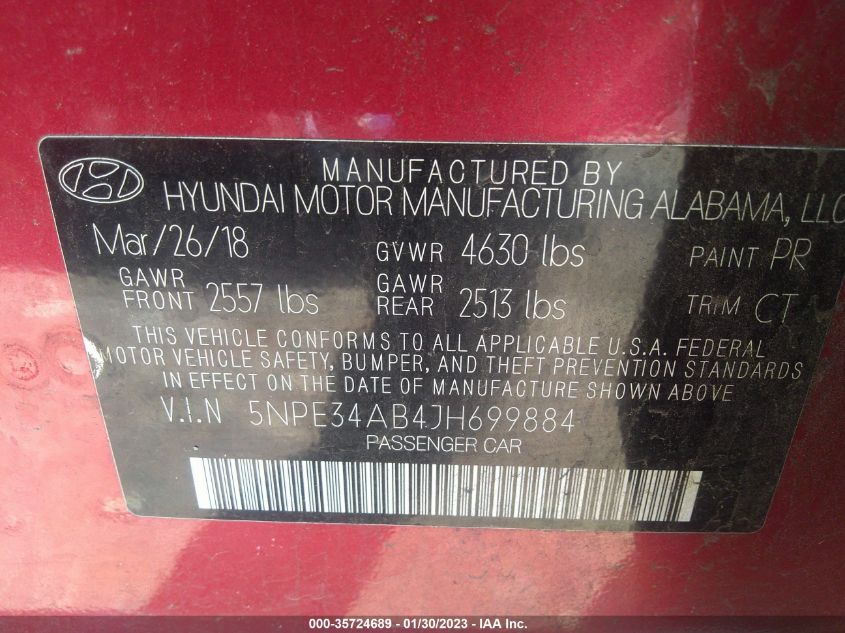 MANUFACTURED BY
HYUNDAI MOTOR MANUFACTURING ALABAMA, LLC
Mar/26/18 GVWR 4630 lbs PAINT PR
GAWR FRONT 2557 lbs GAWR REAR 2513 lbs TRIM CT
THIS VEHICLE CONFORMS TO ALL APPLICABLE U.S.A. FEDERAL
MOTOR VEHICLE SAFETY, BUMPER, AND THEFT PREVENTION STANDARDS
IN EFFECT ON THE DATE OF MANUFACTURE SHOWN ABOVE
V.I.N 5NPE34AB4JH699884
PASSENGER CAR
000-35724689 - 01/30/2023 - IAA Inc.